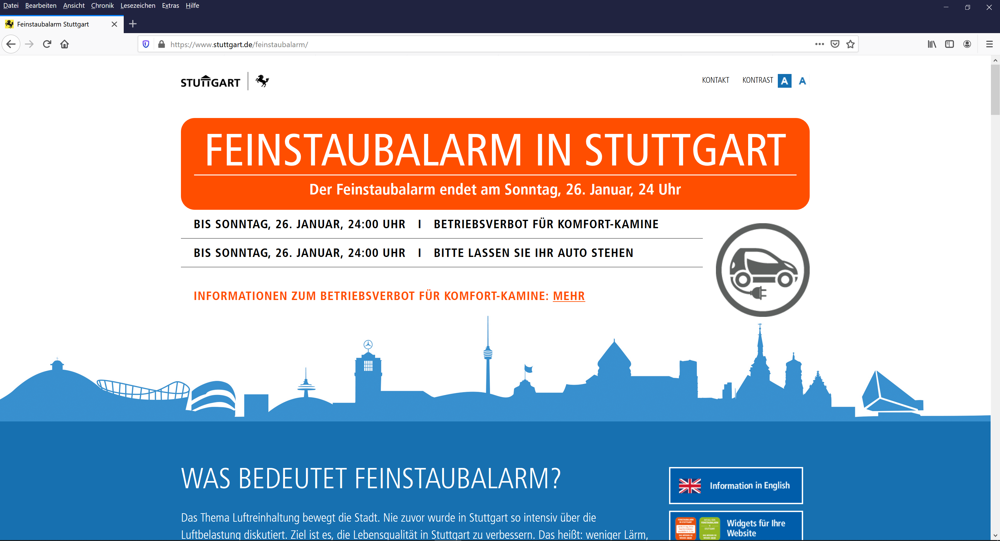 Datei Bearbeiten Ansicht Chronik Lesezeichen Extras Hilfe
Feinstaubalarm Stuttgart
https://www.stuttgart.de/feinstaubalarm/
STUTTGART
KONTAKT KONTRAST A A
FEINSTAUBALARM IN STUTTGART
Der Feinstaubalarm endet am Sonntag, 26. Januar, 24 Uhr
BIS SONNTAG, 26. JANUAR, 24:00 UHR I BETRIEBSVERBOT FÜR KOMFORT-KAMINE
BIS SONNTAG, 26. JANUAR, 24:00 UHR I BITTE LASSEN SIE IHR AUTO STEHEN
INFORMATIONEN ZUM BETRIEBSVERBOT FÜR KOMFORT-KAMINE: MEHR
WAS BEDEUTET FEINSTAUBALARM?
Das Thema Luftreinhaltung bewegt die Stadt. Nie zuvor wurde in Stuttgart so intensiv über die
Luftbelastung diskutiert. Ziel ist es, die Lebensqualität in Stuttgart zu verbessern. Das heißt: weniger Lärm,
Information in English
FEINSTAUBALARM
IN STUTTGART
STUTTGART
Widgets für Ihre
Website